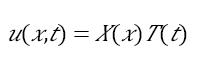 u(x,t) = X(x) T(t)